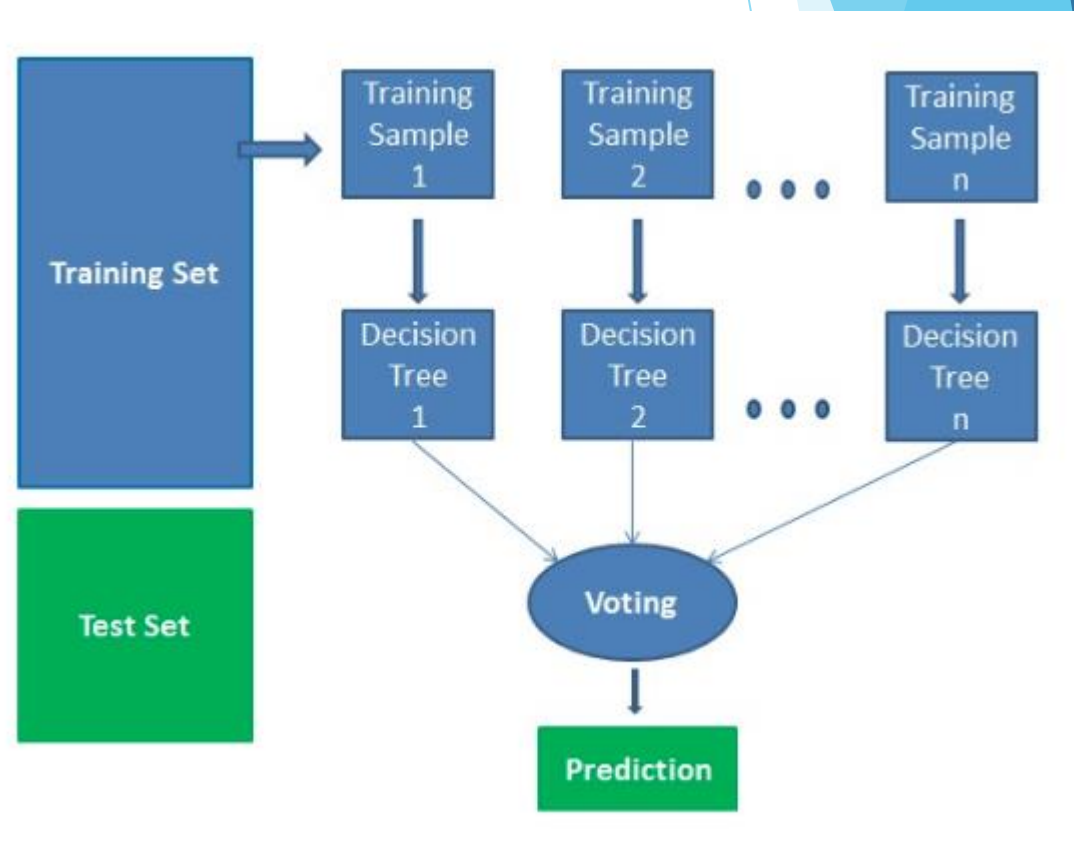 Training Set
Training
Sample
1
Training
Sample
2
Training
Sample
n
Decision
Tree
1
Decision
Tree
2
Decision
Tree
n
Test Set
Voting
Prediction